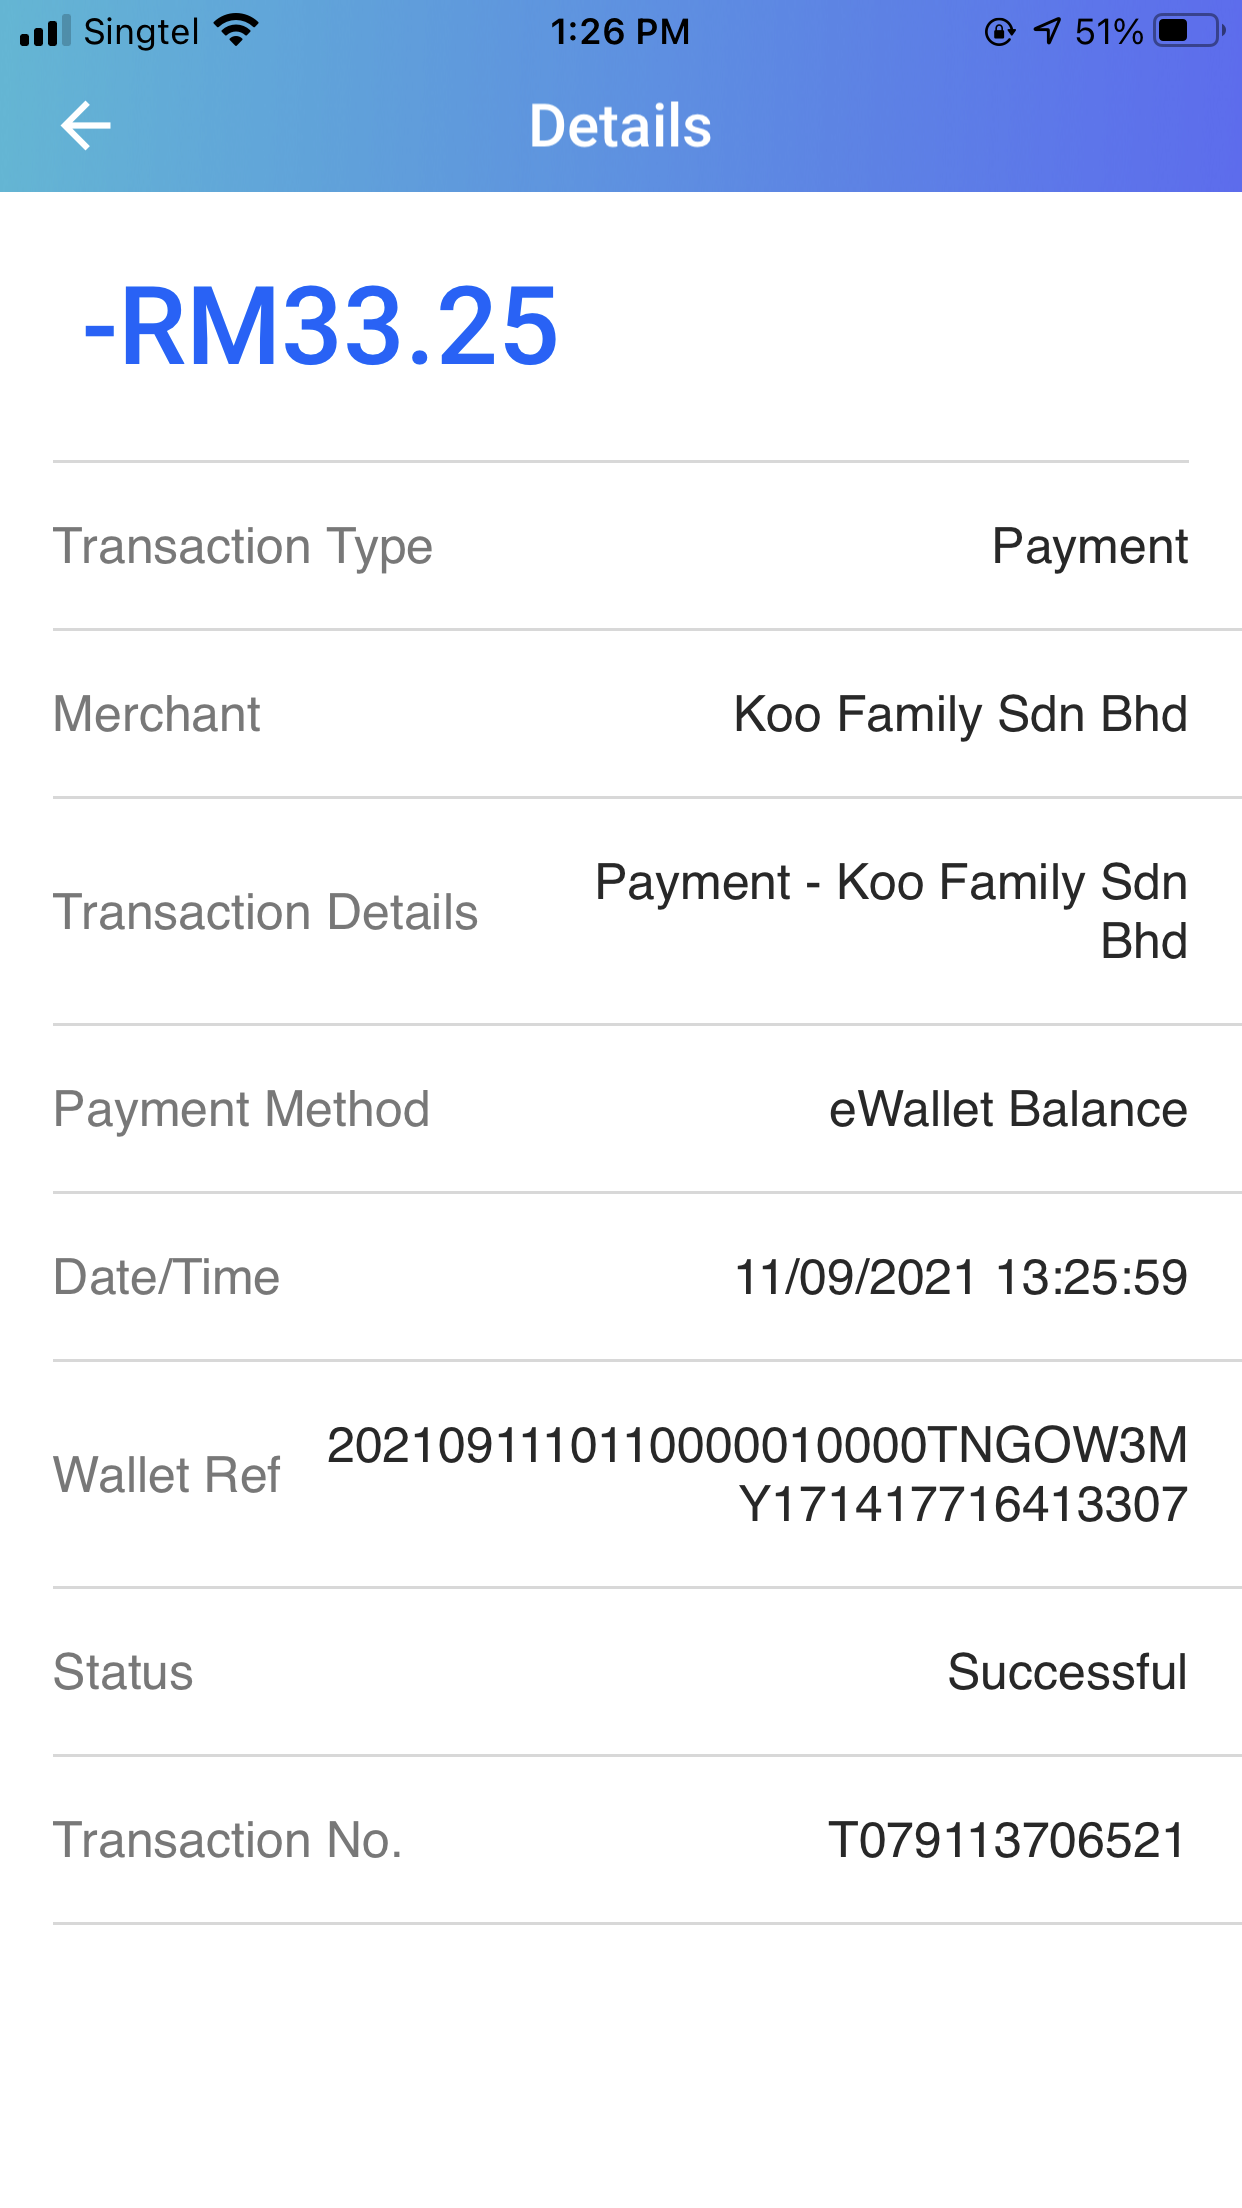 Singtel 1:26 PM 51%
Details
-RM33.25
Transaction Type Payment
Merchant Koo Family Sdn Bhd
Transaction Details Payment - Koo Family Sdn
Bhd
Payment Method eWallet Balance
Date/Time 11/09/2021 13:25:59
Wallet Ref 20210911101100000010000TNGOW3M
Y171417716413307
Status Successful
Transaction No. T079113706521